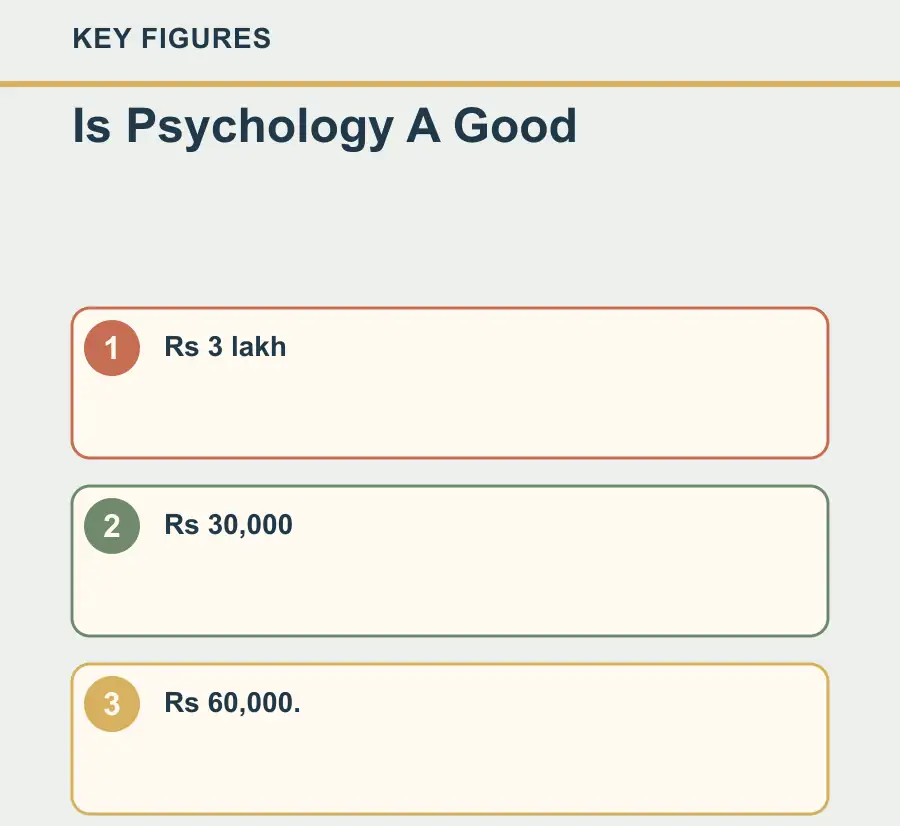 KEY FIGURES
Is Psychology A Good
1
Rs 3 lakh
2
Rs 30,000
3
Rs 60,000.